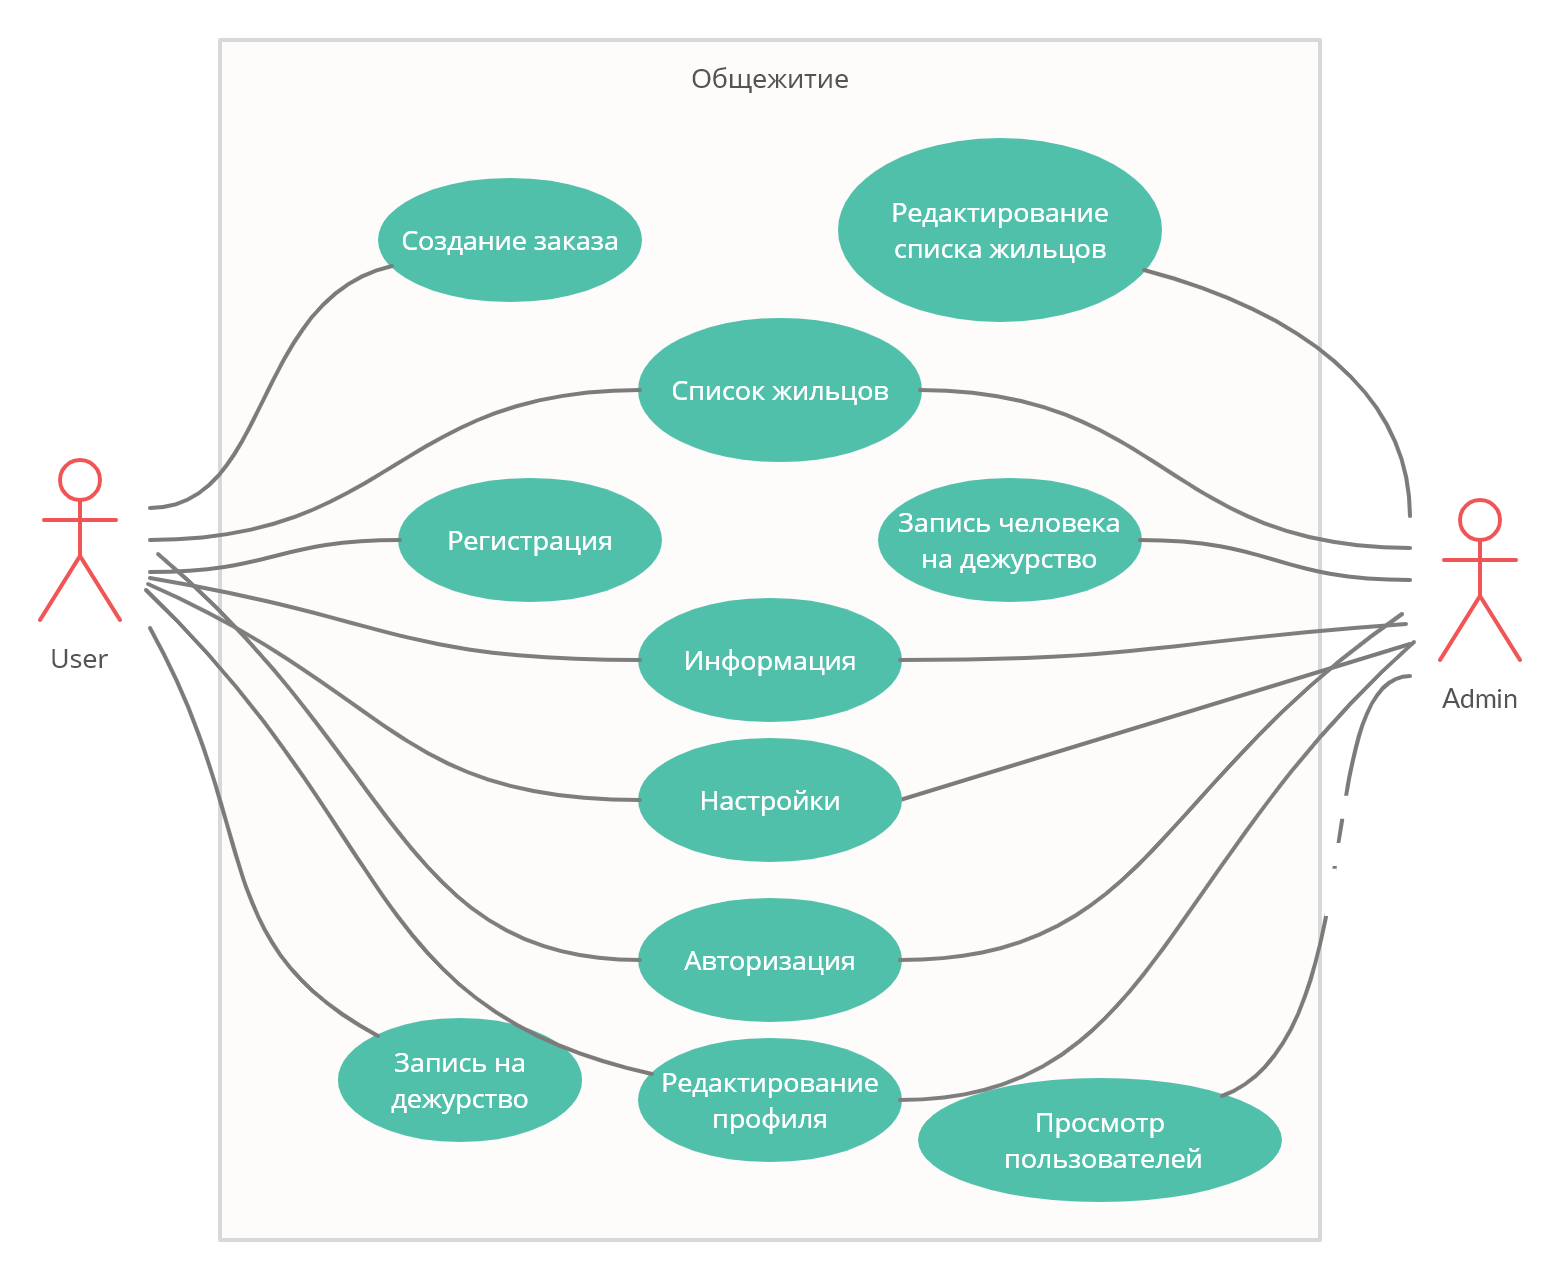 Общежитие
Создание заказа
Редактирование
списка жильцов
Список жильцов
Регистрация
Запись человека
на дежурство
User
Admin
Информация
Настройки
Авторизация
Запись на
дежурство
Редактирование
профиля
Просмотр
пользователей